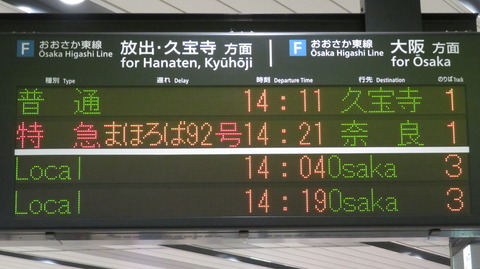 F おおさか東線 放出・久宝寺 方面
Ōsaka Higashi Line for Hanaten, Kyūhōji
F おおさか東線 大阪 方面
Ōsaka Higashi Line for Ōsaka
種別 Type 遅れ Delay 時刻 Departure Time 行先 Destination のりば Track
普通 14:11 久宝寺 1
特急 まほろば92号 14:21 奈良 1
Local 14:04 Osaka 3
Local 14:19 Osaka 3